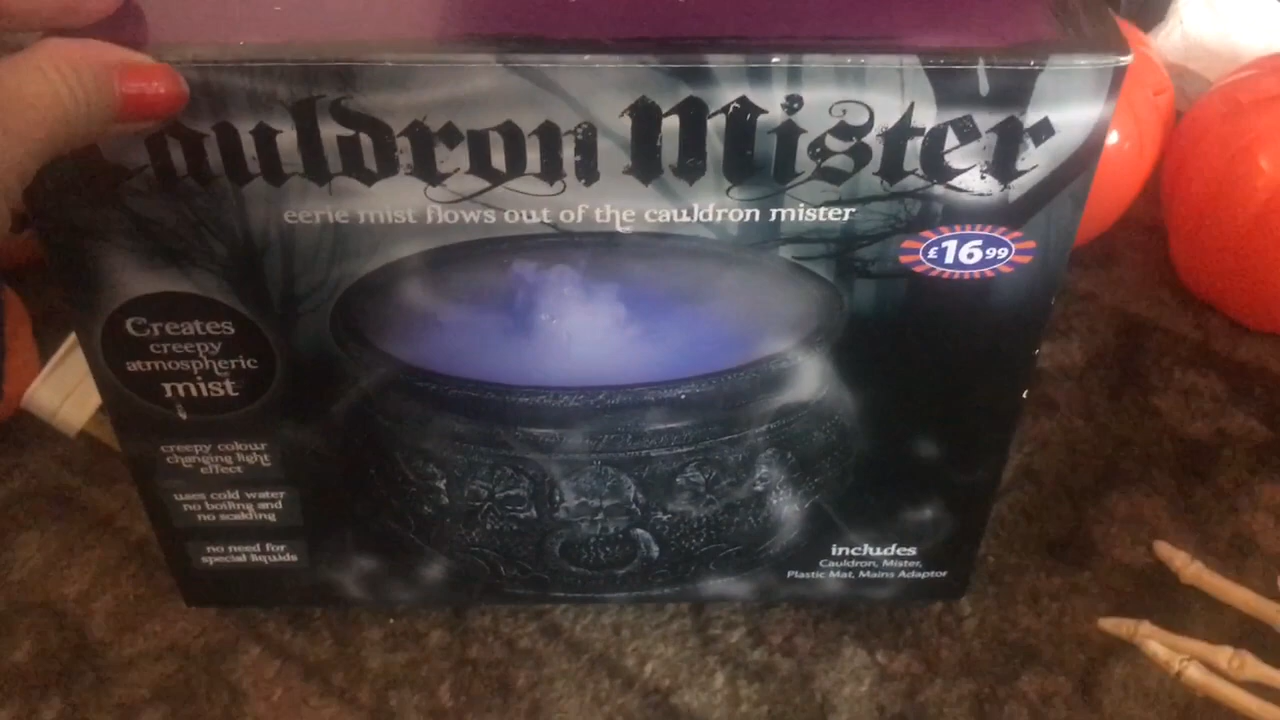 Cauldron Mister
eerie mist flows out of the cauldron mister
£16.99
Creates
creepy
atmospheric
mist
creepy colour
changing light
effect
uses cold water
no boiling and
no scalding
no need for
special liquids
includes
Cauldron, Mister,
Plastic Mat, Mains Adaptor